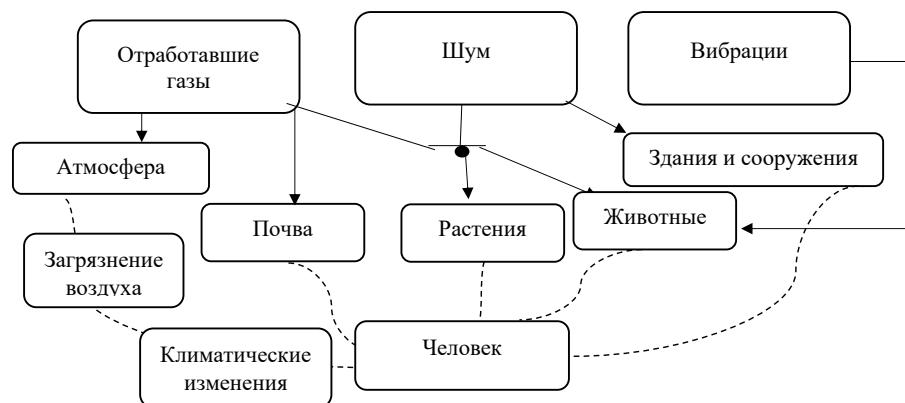 Отработавшие
газы
Шум
Вибрации
Атмосфера
Здания и сооружения
Почва
Растения
Животные
Загрязнение
воздуха
Климатические
изменения
Человек